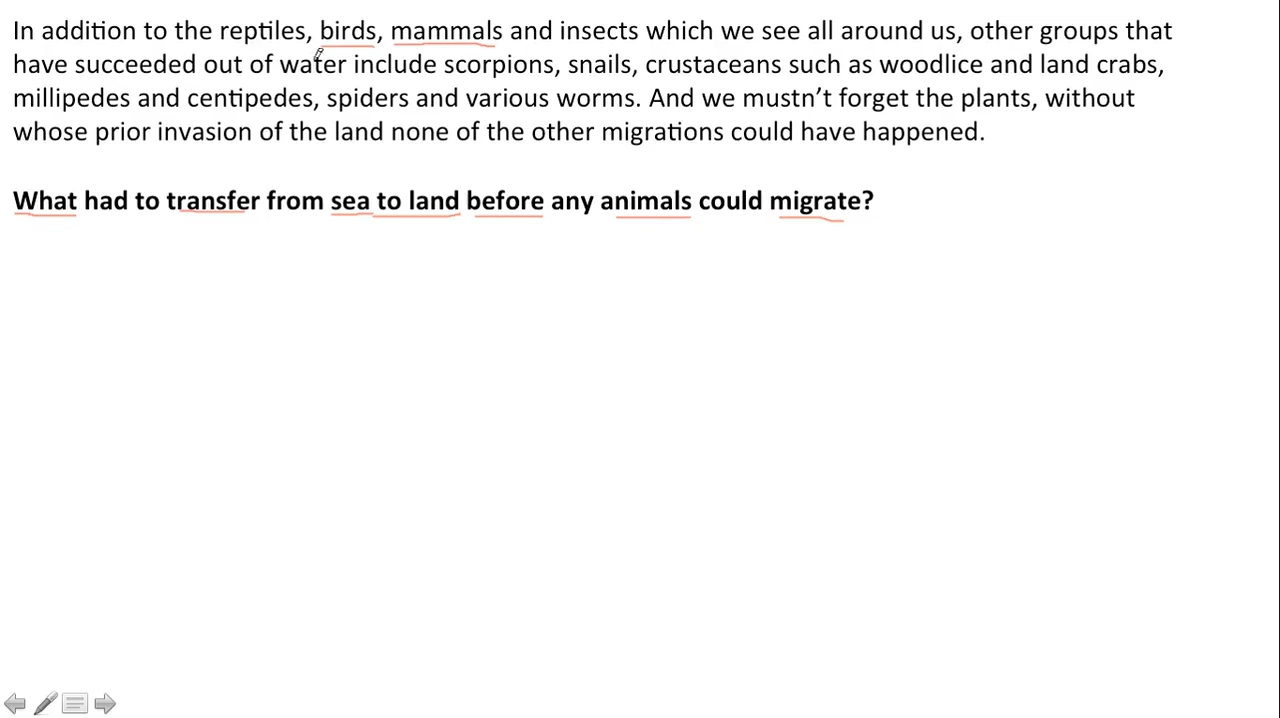 In addition to the reptiles, birds, mammals and insects which we see all around us, other groups that
have succeeded out of water include scorpions, snails, crustaceans such as woodlice and land crabs,
millipedes and centipedes, spiders and various worms. And we mustn’t forget the plants, without
whose prior invasion of the land none of the other migrations could have happened.
What had to transfer from sea to land before any animals could migrate?